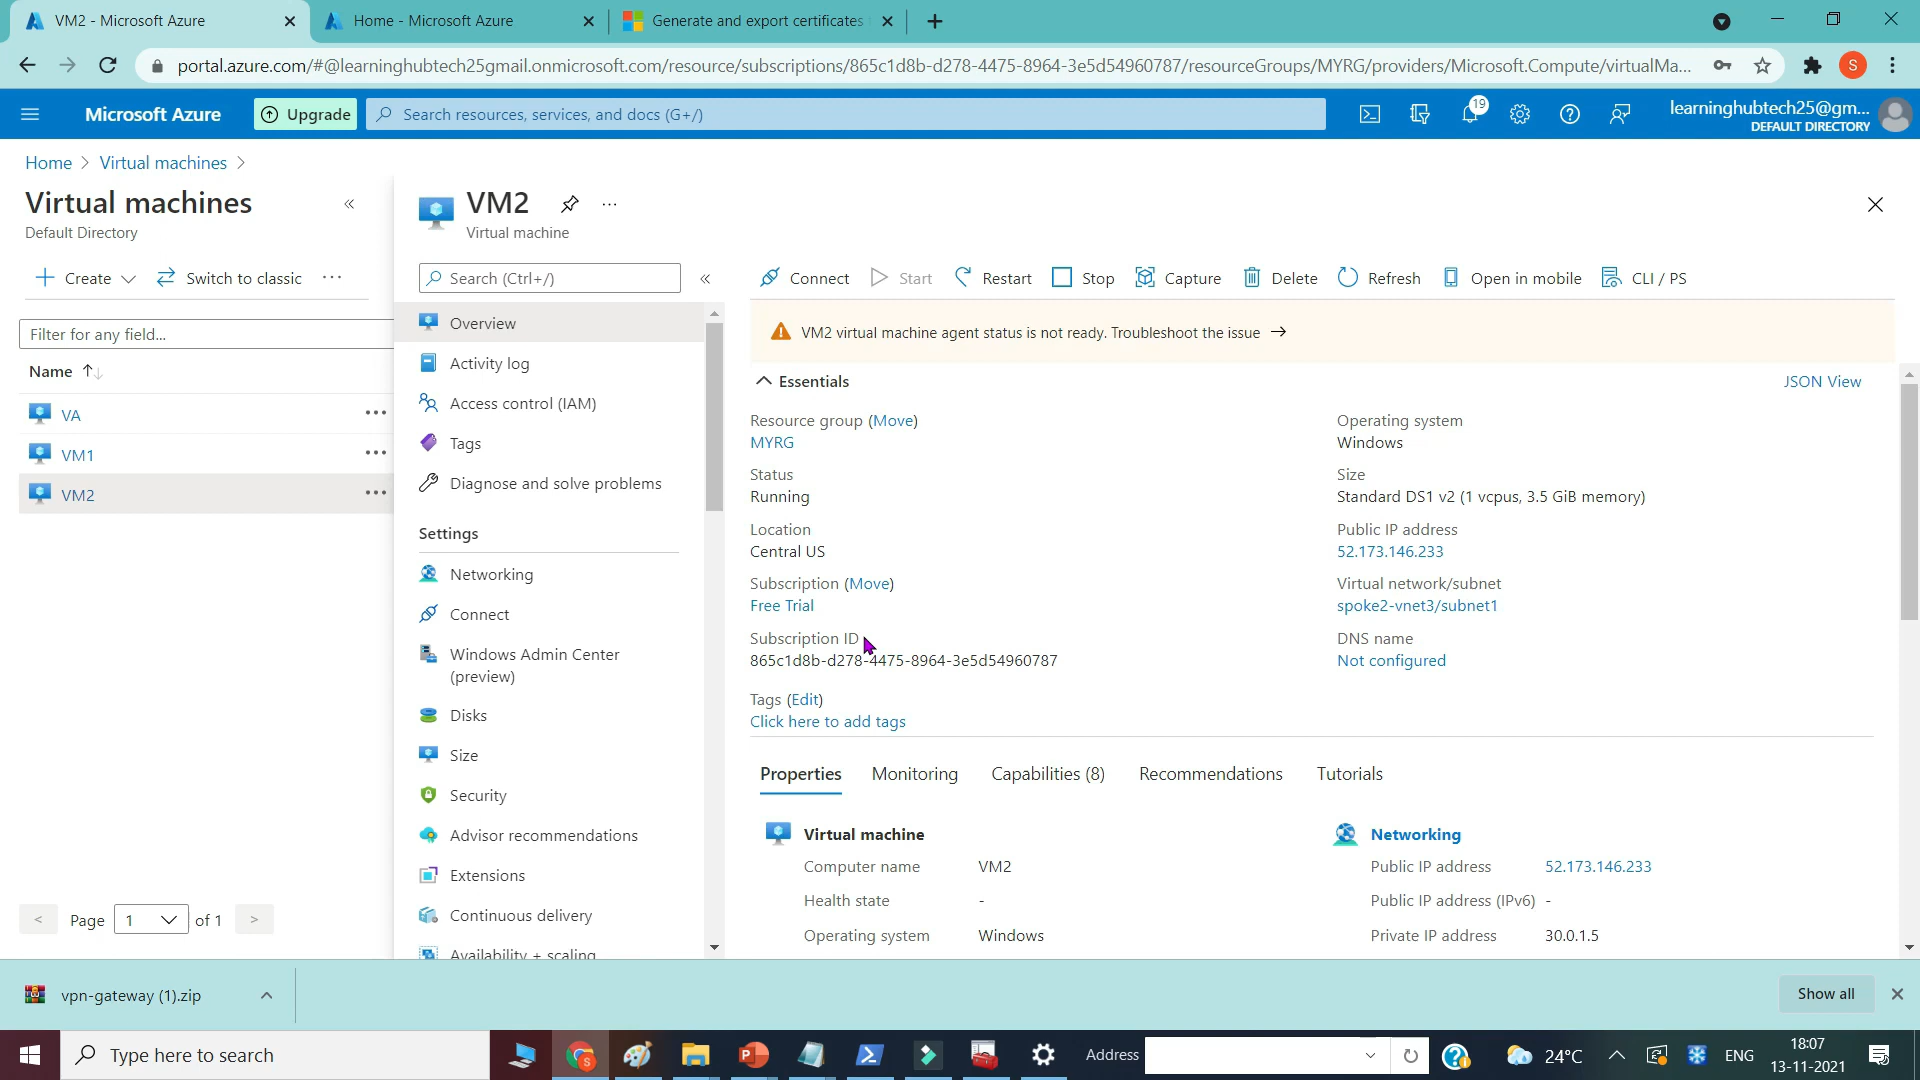 VM2 - Microsoft Azure
Home - Microsoft Azure
Generate and export certificates
portal.azure.com/#@learninghubtech25gmail.onmicrosoft.com/resource/subscriptions/865c1d8b-d278-4475-8964-3e5d54960787/resourceGroups/MYRG/providers/Microsoft.Compute/virtualMa...
S
Microsoft Azure
Upgrade
Search resources, services, and docs (G+/)
19
learninghubtech25@gm...
DEFAULT DIRECTORY
Home > Virtual machines >
Virtual machines
Default Directory
Create
Switch to classic
Filter for any field...
Name
VA
VM1
VM2
Page 1 of 1
VM2
Virtual machine
Search (Ctrl+/)
Overview
Activity log
Access control (IAM)
Tags
Diagnose and solve problems
Settings
Networking
Connect
Windows Admin Center
(preview)
Disks
Size
Security
Advisor recommendations
Extensions
Continuous delivery
Availability + scaling
Connect
Start
Restart
Stop
Capture
Delete
Refresh
Open in mobile
CLI / PS
VM2 virtual machine agent status is not ready. Troubleshoot the issue →
Essentials
JSON View
Resource group (Move)
MYRG
Status
Running
Location
Central US
Subscription (Move)
Free Trial
Subscription ID
865c1d8b-d278-4475-8964-3e5d54960787
Tags (Edit)
Click here to add tags
Operating system
Windows
Size
Standard DS1 v2 (1 vcpus, 3.5 GiB memory)
Public IP address
52.173.146.233
Virtual network/subnet
spoke2-vnet3/subnet1
DNS name
Not configured
Properties
Monitoring
Capabilities (8)
Recommendations
Tutorials
Virtual machine
Computer name VM2
Health state -
Operating system Windows
Networking
Public IP address 52.173.146.233
Public IP address (IPv6) -
Private IP address 30.0.1.5
vpn-gateway (1).zip
Show all
Type here to search
Address
24°C
ENG
18:07
13-11-2021